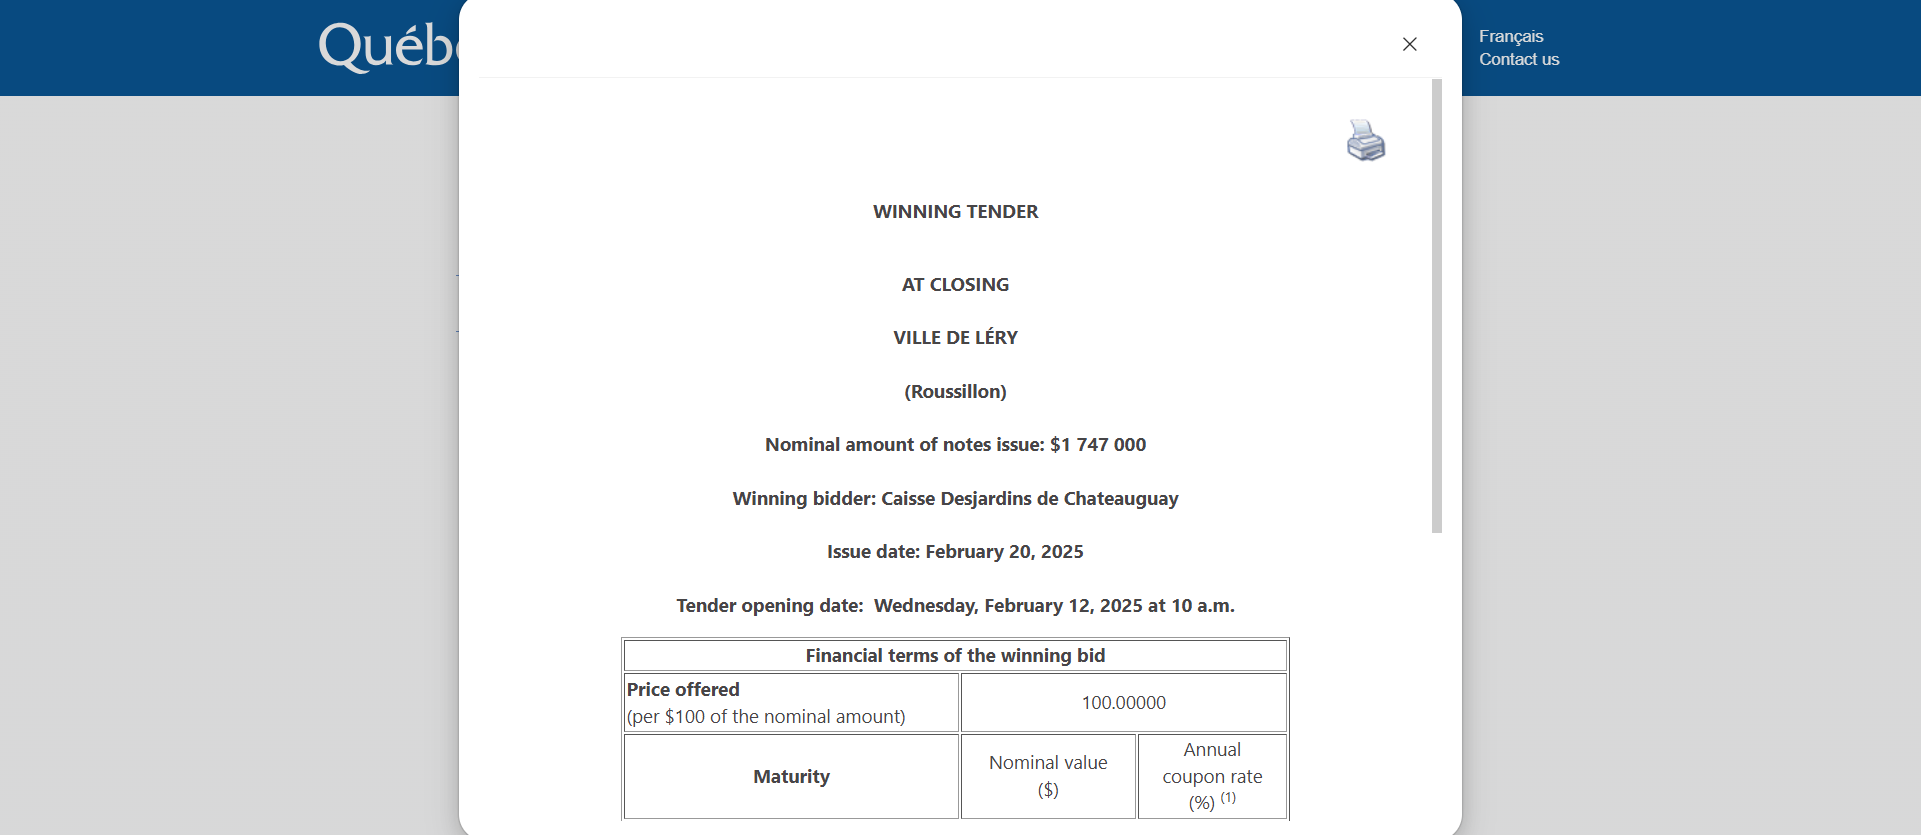 Français
Contact us
WINNING TENDER
AT CLOSING
VILLE DE LÉRY
(Roussillon)
Nominal amount of notes issue: $1 747 000
Winning bidder: Caisse Desjardins de Chateauguay
Issue date: February 20, 2025
Tender opening date:  Wednesday, February 12, 2025 at 10 a.m.
Financial terms of the winning bid
Price offered
(per $100 of the nominal amount)
100.00000
Maturity
Nominal value
($)
Annual
coupon rate
(%) (1)